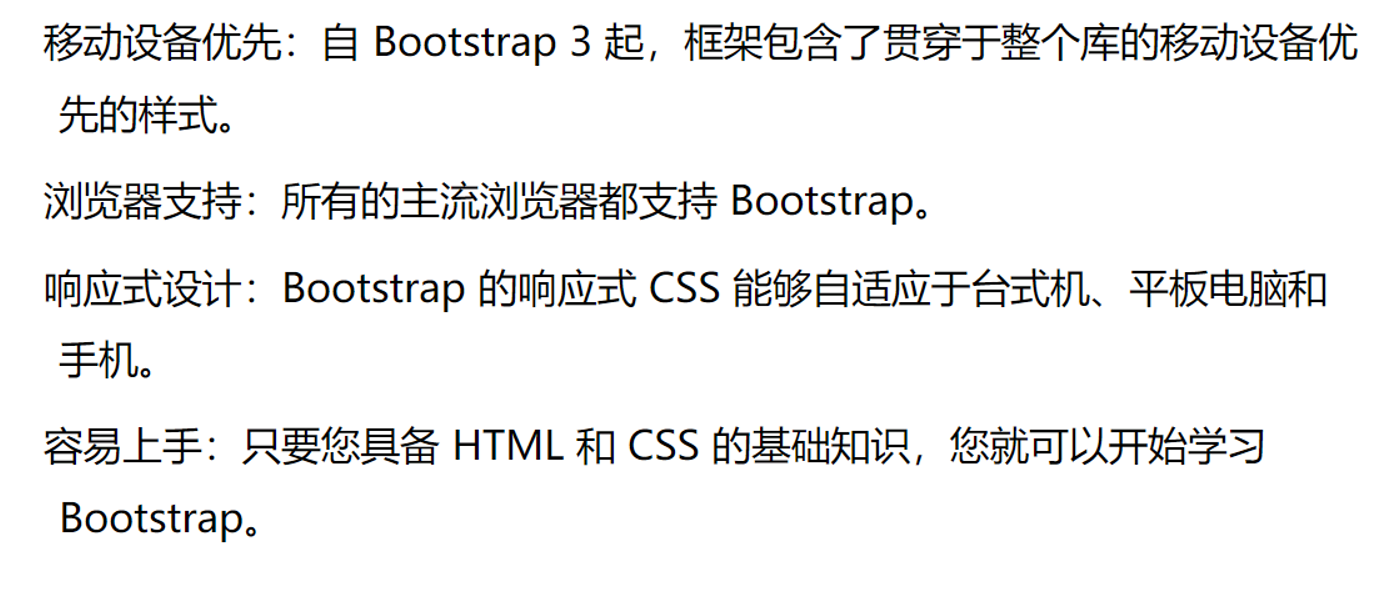 移动设备优先：自 Bootstrap 3 起，框架包含了贯穿于整个库的移动设备优
先的样式。
浏览器支持：所有的主流浏览器都支持 Bootstrap。
响应式设计：Bootstrap 的响应式 CSS 能够自适应于台式机、平板电脑和
手机。
容易上手：只要您具备 HTML 和 CSS 的基础知识，您就可以开始学习
Bootstrap。